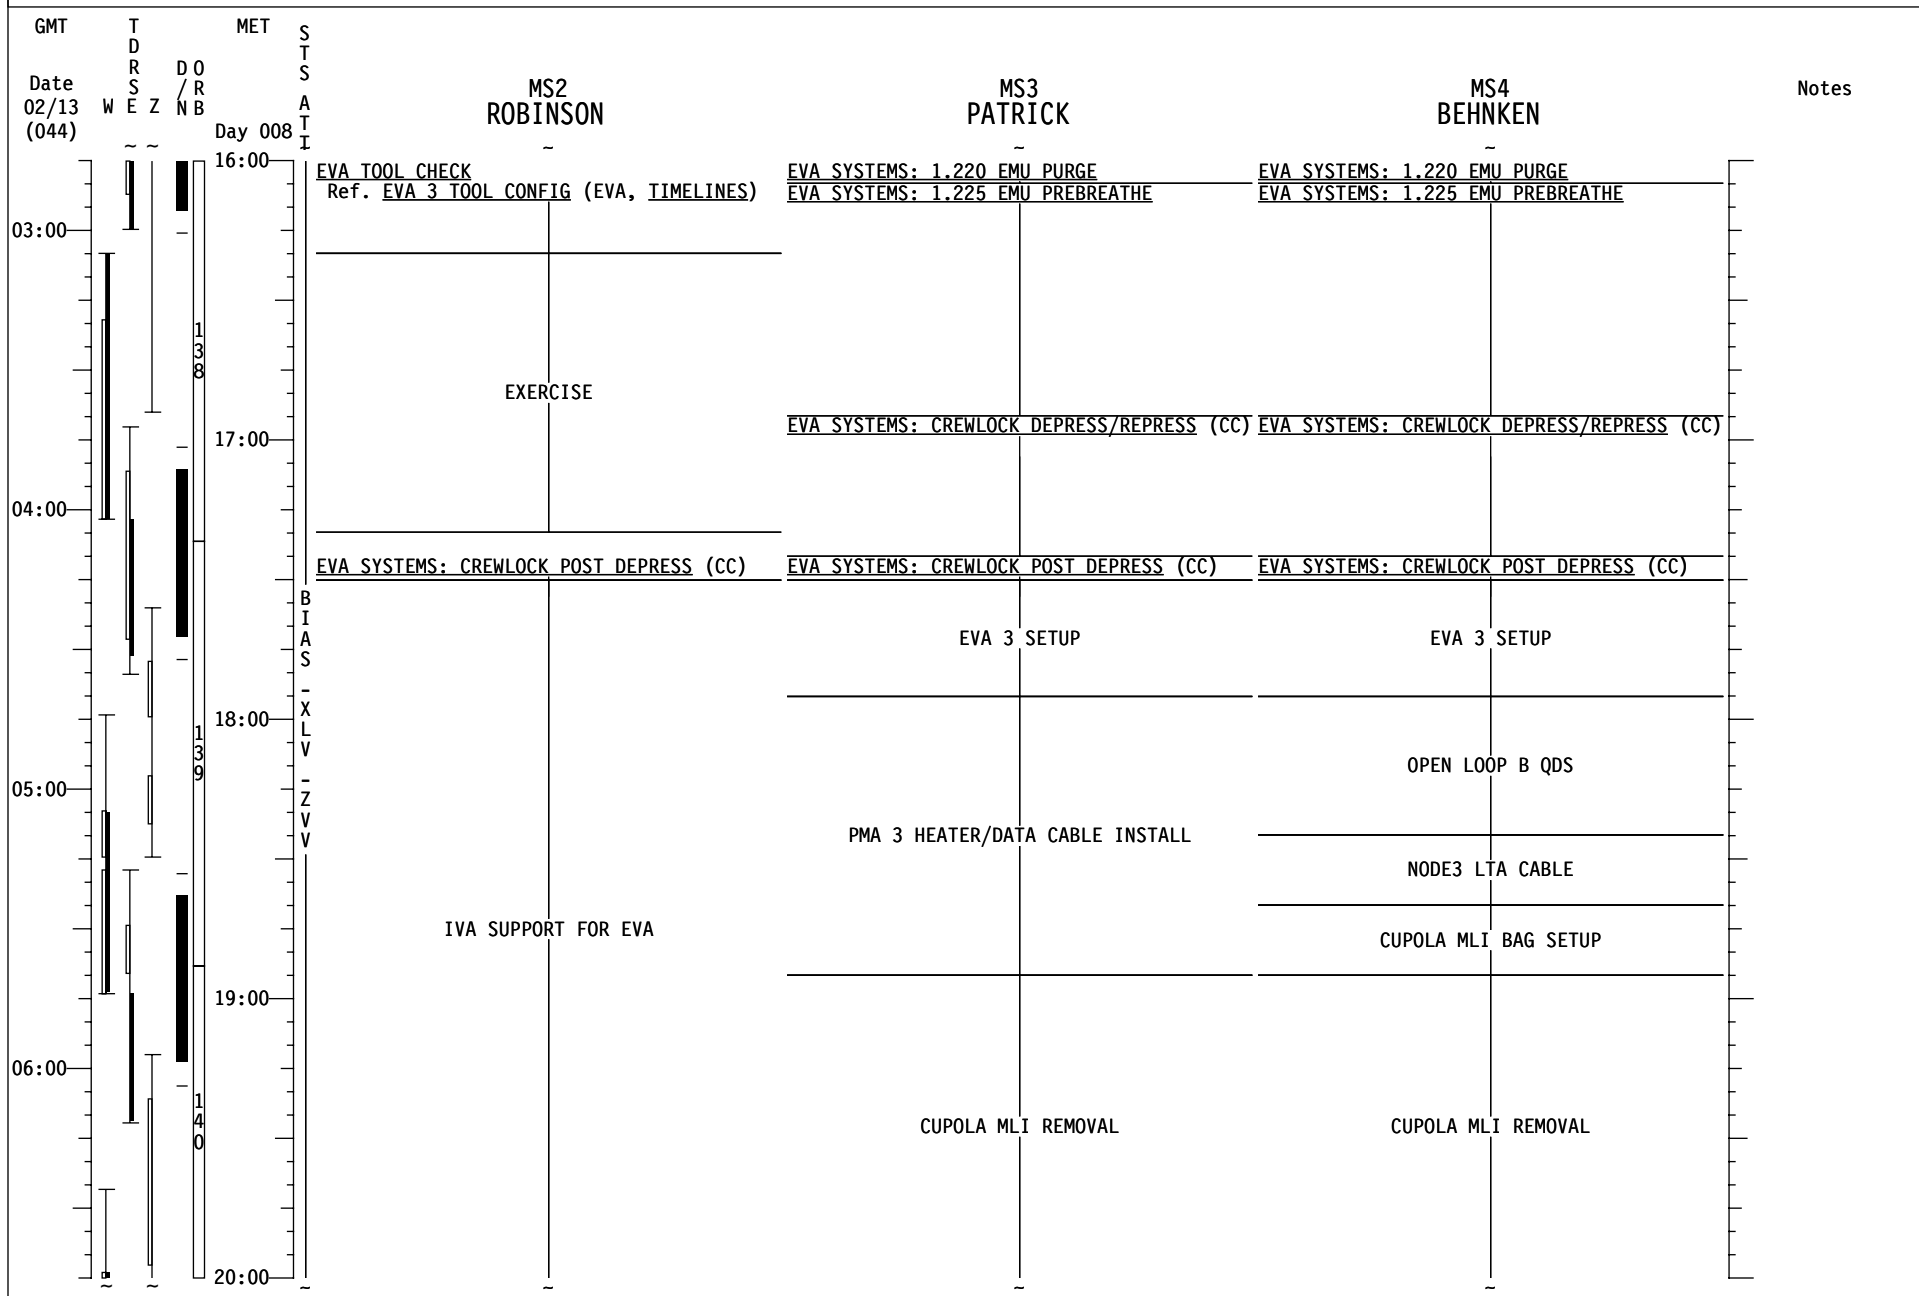 GMT
Date
02/13
(044)
TDRS
W E Z
D/N
ORB
MET
Day 008
STS ATT
MS2
ROBINSON
MS3
PATRICK
MS4
BEHNKEN
Notes
~ ~ ~ ~ ~
16:00
EVA TOOL CHECK
Ref. EVA 3 TOOL CONFIG (EVA, TIMELINES)
EVA SYSTEMS: 1.220 EMU PURGE
EVA SYSTEMS: 1.225 EMU PREBREATHE
EVA SYSTEMS: 1.220 EMU PURGE
EVA SYSTEMS: 1.225 EMU PREBREATHE
03:00
138
EXERCISE
17:00
EVA SYSTEMS: CREWLOCK DEPRESS/REPRESS (CC)
EVA SYSTEMS: CREWLOCK DEPRESS/REPRESS (CC)
04:00
EVA SYSTEMS: CREWLOCK POST DEPRESS (CC)
EVA SYSTEMS: CREWLOCK POST DEPRESS (CC)
EVA SYSTEMS: CREWLOCK POST DEPRESS (CC)
BIAS -XLV -ZVV
EVA 3 SETUP
EVA 3 SETUP
18:00
139
OPEN LOOP B QDS
05:00
PMA 3 HEATER/DATA CABLE INSTALL
NODE3 LTA CABLE
IVA SUPPORT FOR EVA
CUPOLA MLI BAG SETUP
19:00
06:00
140
CUPOLA MLI REMOVAL
CUPOLA MLI REMOVAL
20:00
~ ~ ~ ~ ~ ~